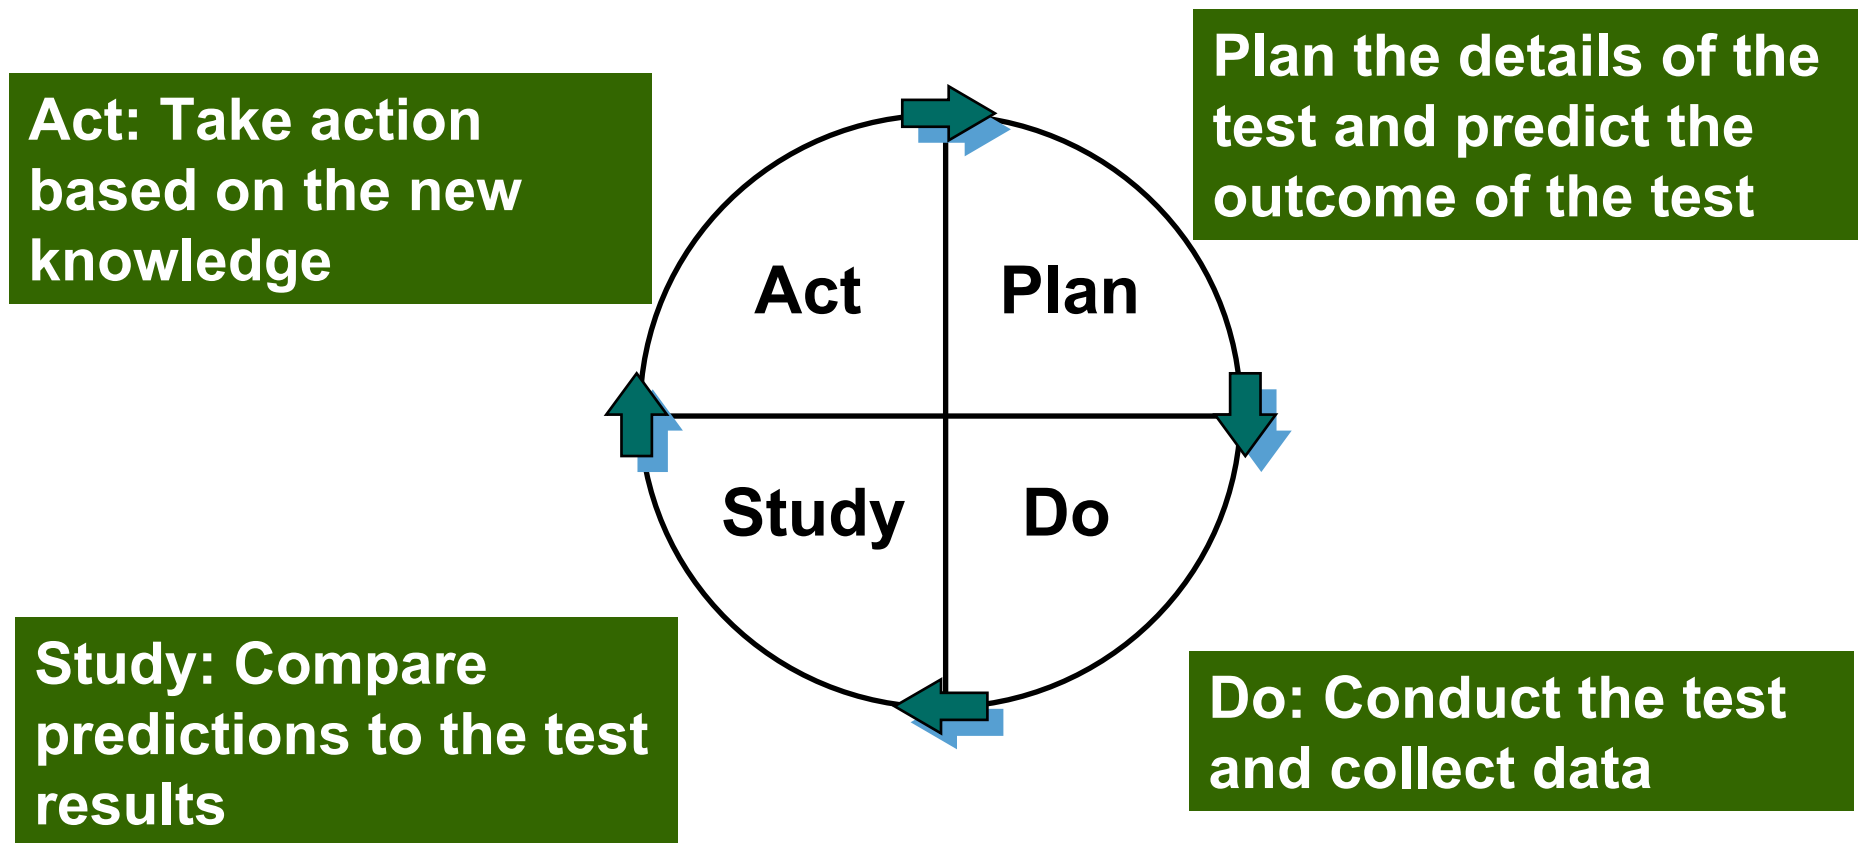 Act: Take action
based on the new
knowledge
Plan the details of the
test and predict the
outcome of the test
Act
Plan
Study
Do
Study: Compare
predictions to the test
results
Do: Conduct the test
and collect data